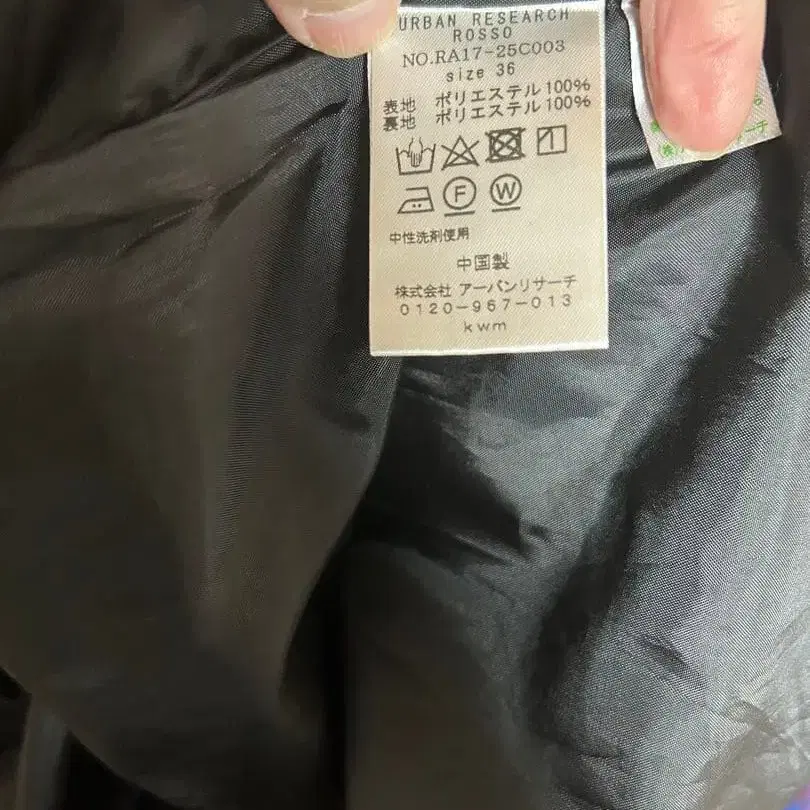 URBAN RESEARCH
ROSSO
NO.RA17-25C003
size 36
表地 ポリエステル100%
裏地 ポリエステル100%
F W
中性洗剤使用
中国製
株式会社 アーバンリサーチ
0120-967-013
kwm